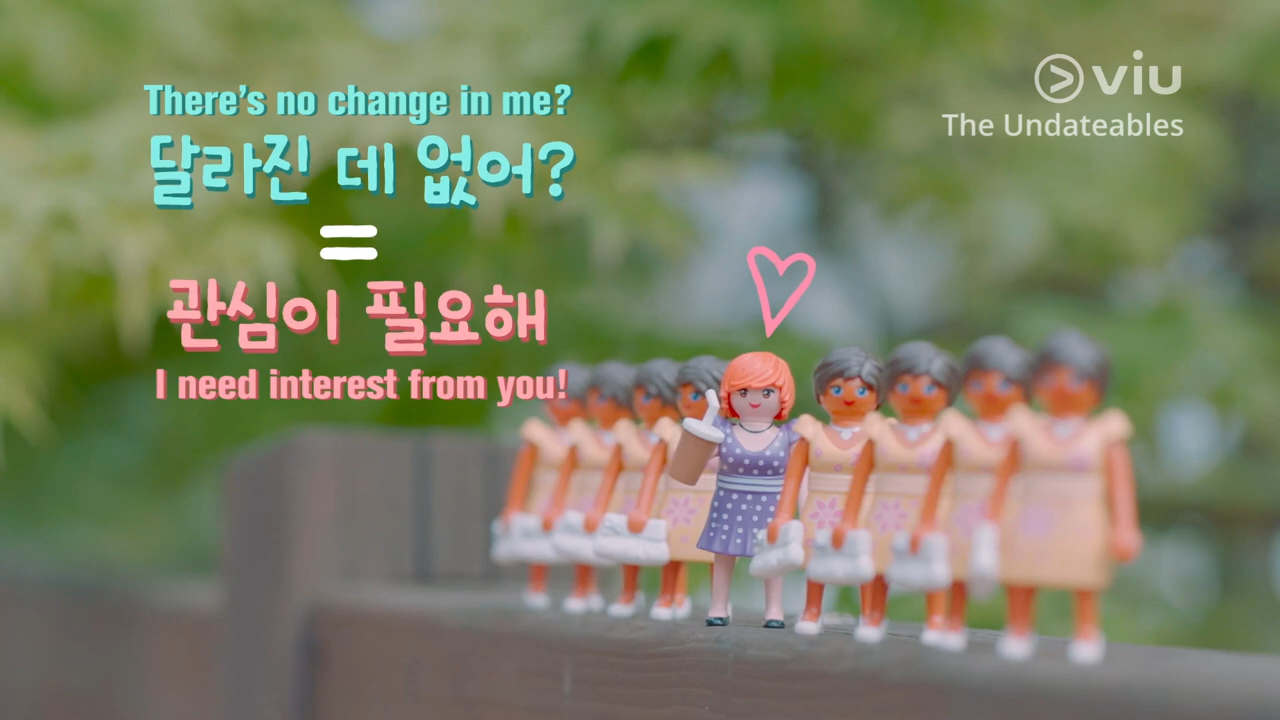 There's no change in me?
달라진 데 없어?
=
관심이 필요해
I need interest from you!
viu
The Undateables